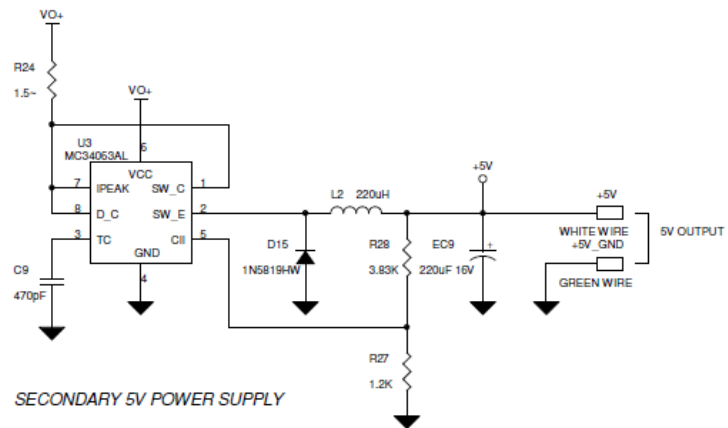 VO+
R24
1.5~
VO+
U3
MC34063AL
6
VCC
7 IPEAK SW_C 1
8 D_C SW_E 2
3 TC CII 5
GND
4
C9
470pF
D15
1N5819HW
L2 220uH
+5V
R28
3.83K
EC9
220uF 16V
+
+5V
WHITE WIRE
+5V_GND
GREEN WIRE
5V OUTPUT
R27
1.2K
SECONDARY 5V POWER SUPPLY